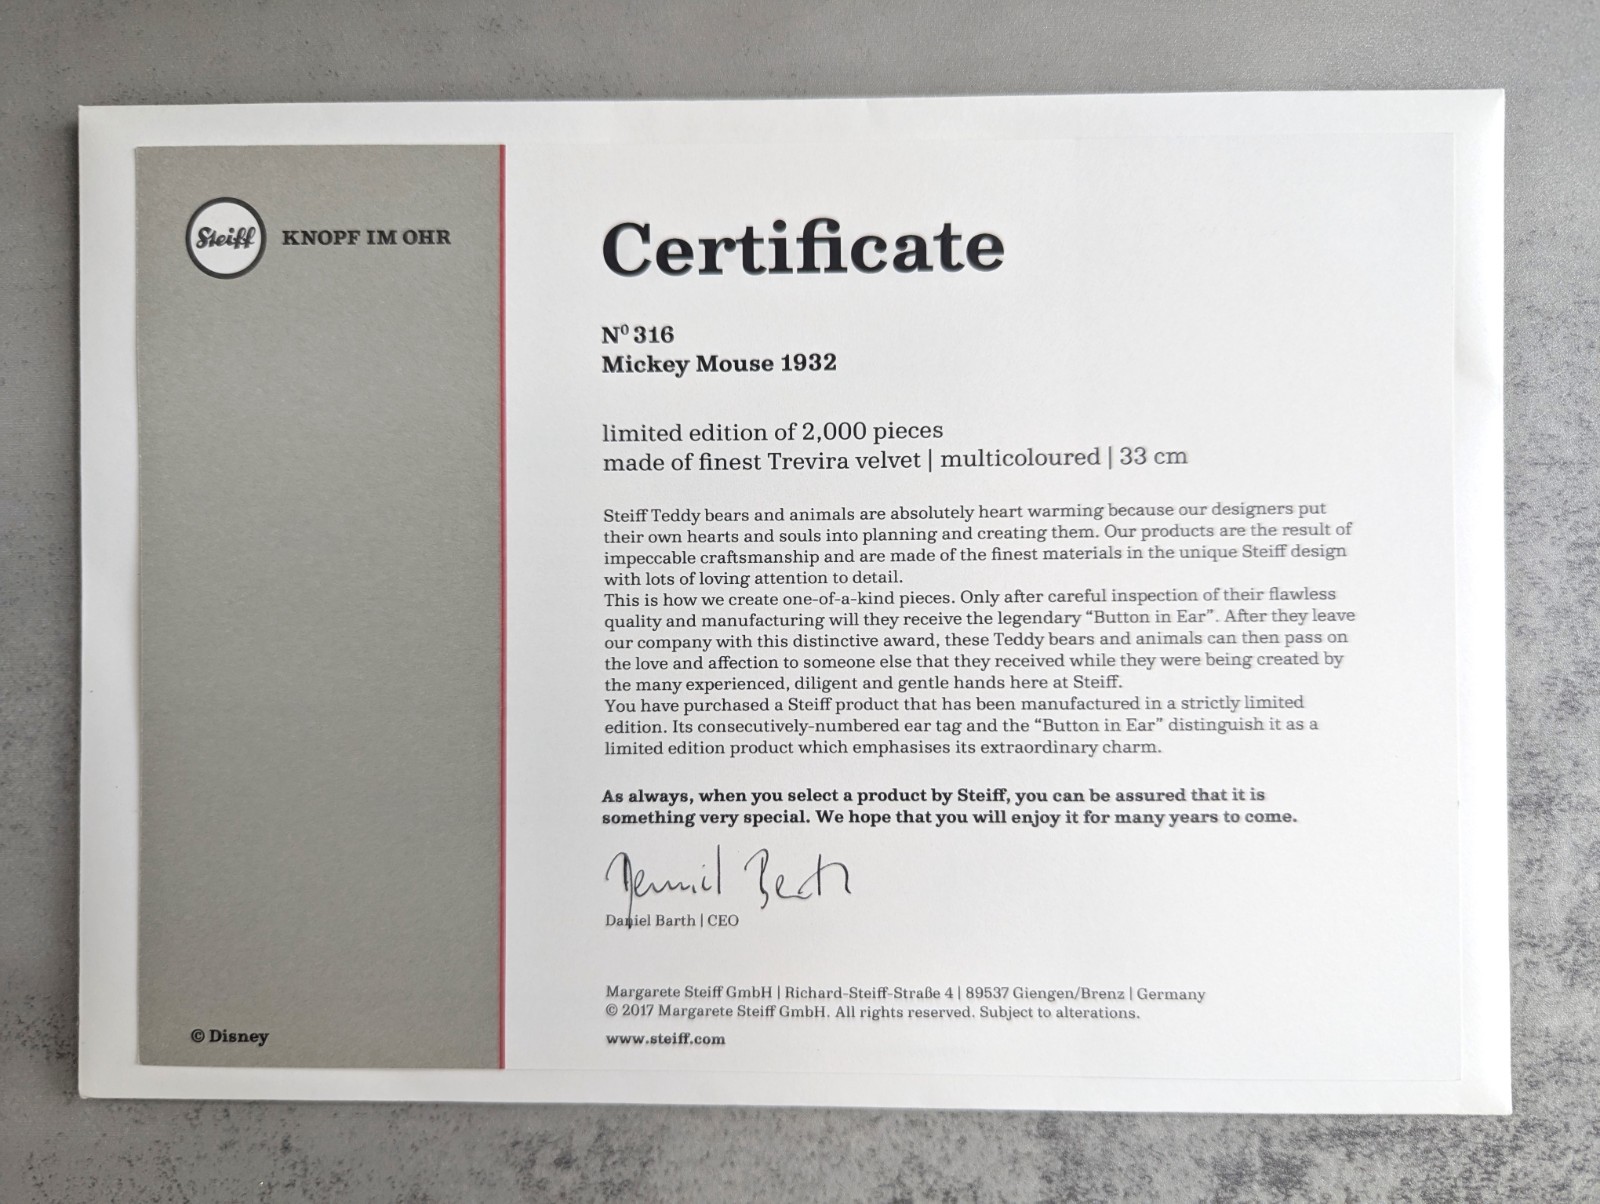 Steiff KNOPF IM OHR
Certificate
Nº 316
Mickey Mouse 1932
limited edition of 2,000 pieces
made of finest Trevira velvet | multicoloured | 33 cm
Steiff Teddy bears and animals are absolutely heart warming because our designers put
their own hearts and souls into planning and creating them. Our products are the result of
impeccable craftsmanship and are made of the finest materials in the unique Steiff design
with lots of loving attention to detail.
This is how we create one-of-a-kind pieces. Only after careful inspection of their flawless
quality and manufacturing will they receive the legendary “Button in Ear”. After they leave
our company with this distinctive award, these Teddy bears and animals can then pass on
the love and affection to someone else that they received while they were being created by
the many experienced, diligent and gentle hands here at Steiff.
You have purchased a Steiff product that has been manufactured in a strictly limited
edition. Its consecutively-numbered ear tag and the “Button in Ear” distinguish it as a
limited edition product which emphasises its extraordinary charm.
As always, when you select a product by Steiff, you can be assured that it is
something very special. We hope that you will enjoy it for many years to come.
Daniel Barth
Daniel Barth | CEO
Margarete Steiff GmbH | Richard-Steiff-Straße 4 | 89537 Giengen/Brenz | Germany
© 2017 Margarete Steiff GmbH. All rights reserved. Subject to alterations.
www.steiff.com
© Disney